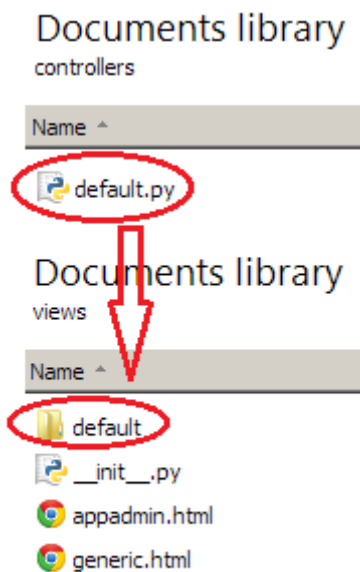 Documents library
controllers
Name
default.py
Documents library
views
Name
default
__init__.py
appadmin.html
generic.html